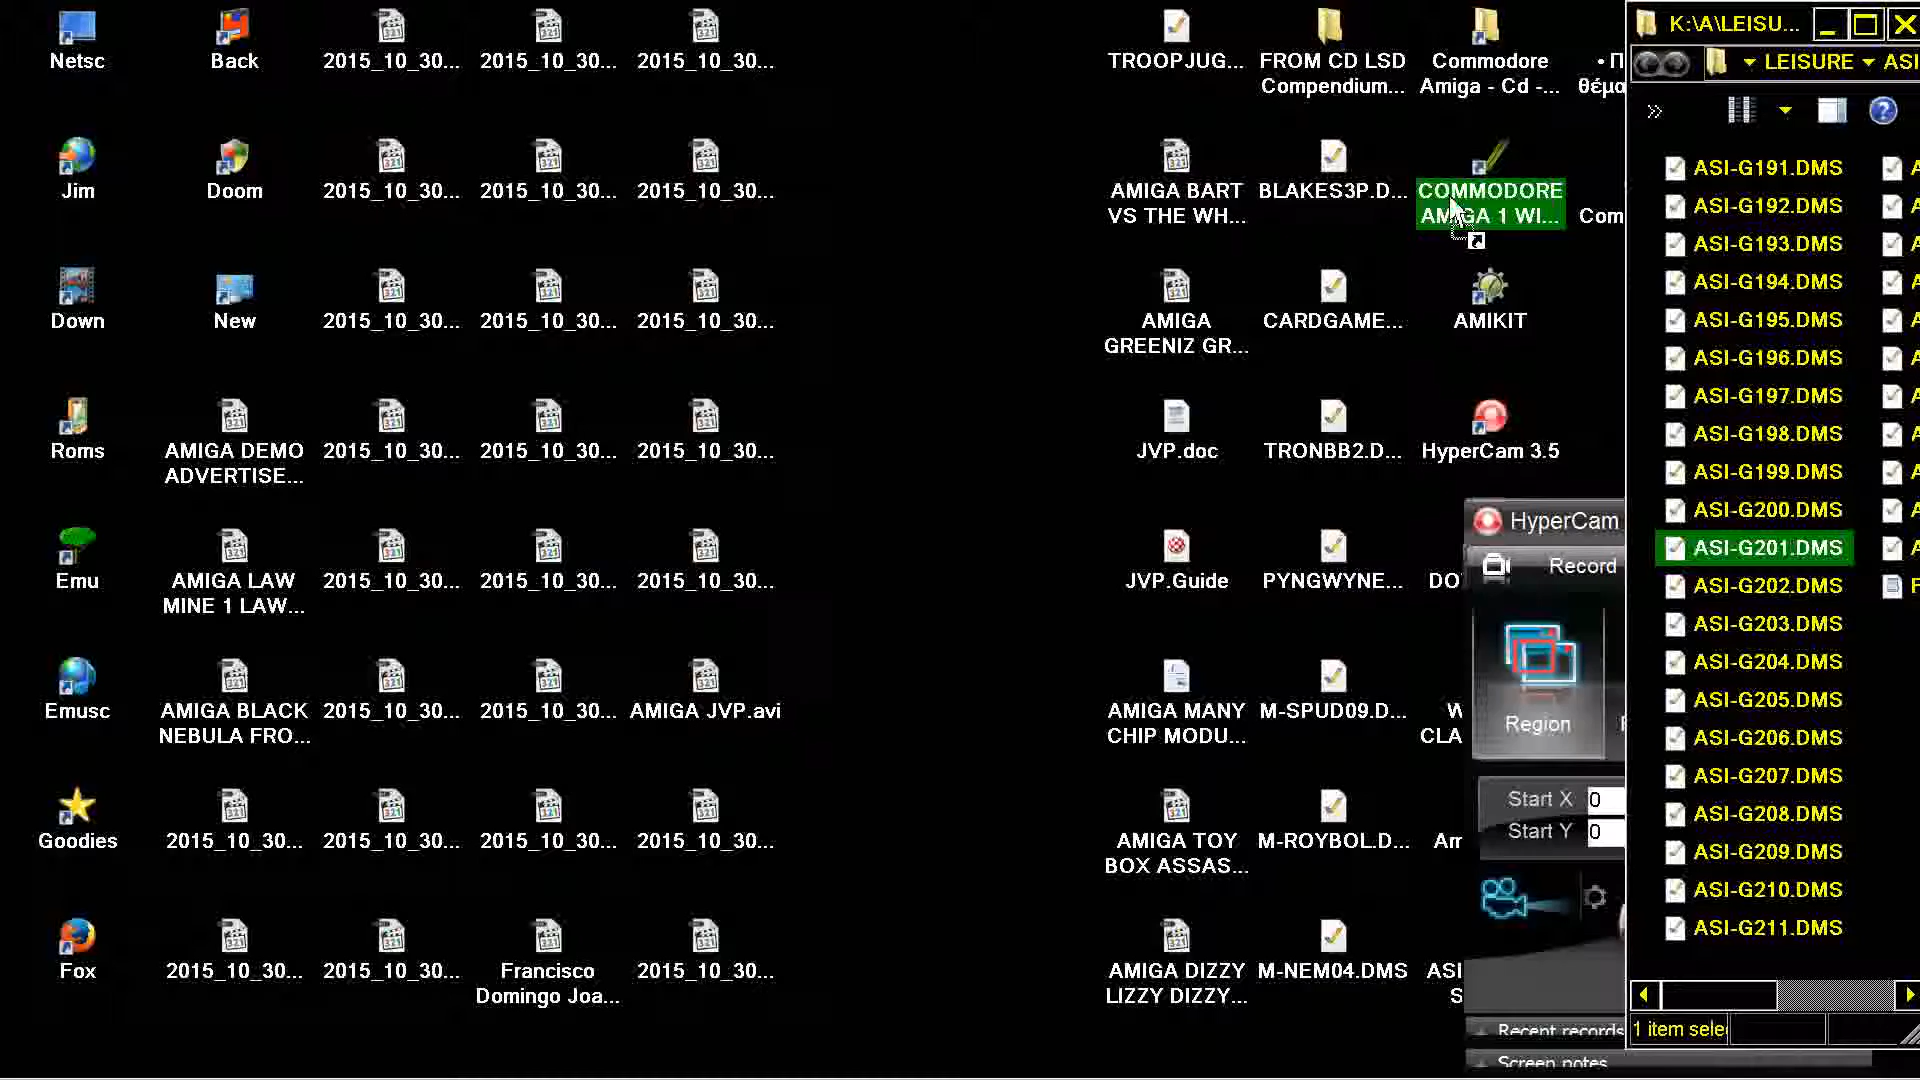 Netsc
Back
2015_10_30...
2015_10_30...
2015_10_30...
TROOPJUG...
FROM CD LSD
Compendium...
Commodore
Amiga - Cd -...
• Π
θέμα
Jim
Doom
2015_10_30...
2015_10_30...
2015_10_30...
AMIGA BART
VS THE WH...
BLAKES3P.D...
COMMODORE
AMIGA 1 WI...
Com
Down
New
2015_10_30...
2015_10_30...
2015_10_30...
AMIGA
GREENIZ GR...
CARDGAME...
AMIKIT
Roms
AMIGA DEMO
ADVERTISE...
2015_10_30...
2015_10_30...
2015_10_30...
JVP.doc
TRONBB2.D...
HyperCam 3.5
Emu
AMIGA LAW
MINE 1 LAW...
2015_10_30...
2015_10_30...
2015_10_30...
JVP.Guide
PYNGWYNE...
DO
Emusc
AMIGA BLACK
NEBULA FRO...
2015_10_30...
2015_10_30...
AMIGA JVP.avi
AMIGA MANY
CHIP MODU...
M-SPUD09.D...
W
CLA
Goodies
2015_10_30...
2015_10_30...
2015_10_30...
2015_10_30...
AMIGA TOY
BOX ASSAS...
M-ROYBOL.D...
Am
Fox
2015_10_30...
2015_10_30...
Francisco
Domingo Joa...
2015_10_30...
AMIGA DIZZY
LIZZY DIZZY...
M-NEM04.DMS
ASI
S
HyperCam
Record
Region
Start X 0
Start Y 0
Recent records
Screen notes
K:\A\LEISU...
LEISURE ASI
ASI-G191.DMS
ASI-G192.DMS
ASI-G193.DMS
ASI-G194.DMS
ASI-G195.DMS
ASI-G196.DMS
ASI-G197.DMS
ASI-G198.DMS
ASI-G199.DMS
ASI-G200.DMS
ASI-G201.DMS
ASI-G202.DMS
ASI-G203.DMS
ASI-G204.DMS
ASI-G205.DMS
ASI-G206.DMS
ASI-G207.DMS
ASI-G208.DMS
ASI-G209.DMS
ASI-G210.DMS
ASI-G211.DMS
1 item sele